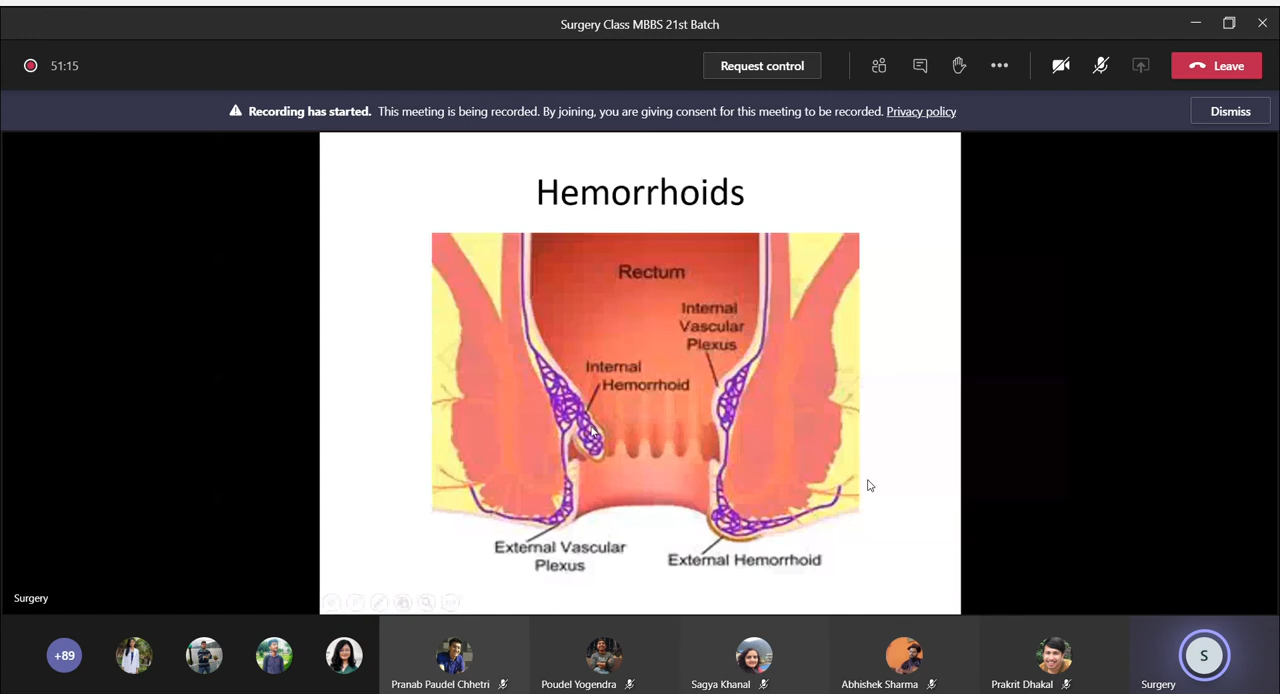 Surgery Class MBBS 21st Batch
51:15
Request control
Leave
Recording has started. This meeting is being recorded. By joining, you are giving consent for this meeting to be recorded. Privacy policy
Dismiss
Hemorrhoids
Rectum
Internal
Vascular
Plexus
Internal
Hemorrhoid
External Vascular
Plexus
External Hemorrhoid
Surgery
+89
Pranab Paudel Chhetri
Poudel Yogendra
Sagya Khanal
Abhishek Sharma
Prakrit Dhakal
S
Surgery